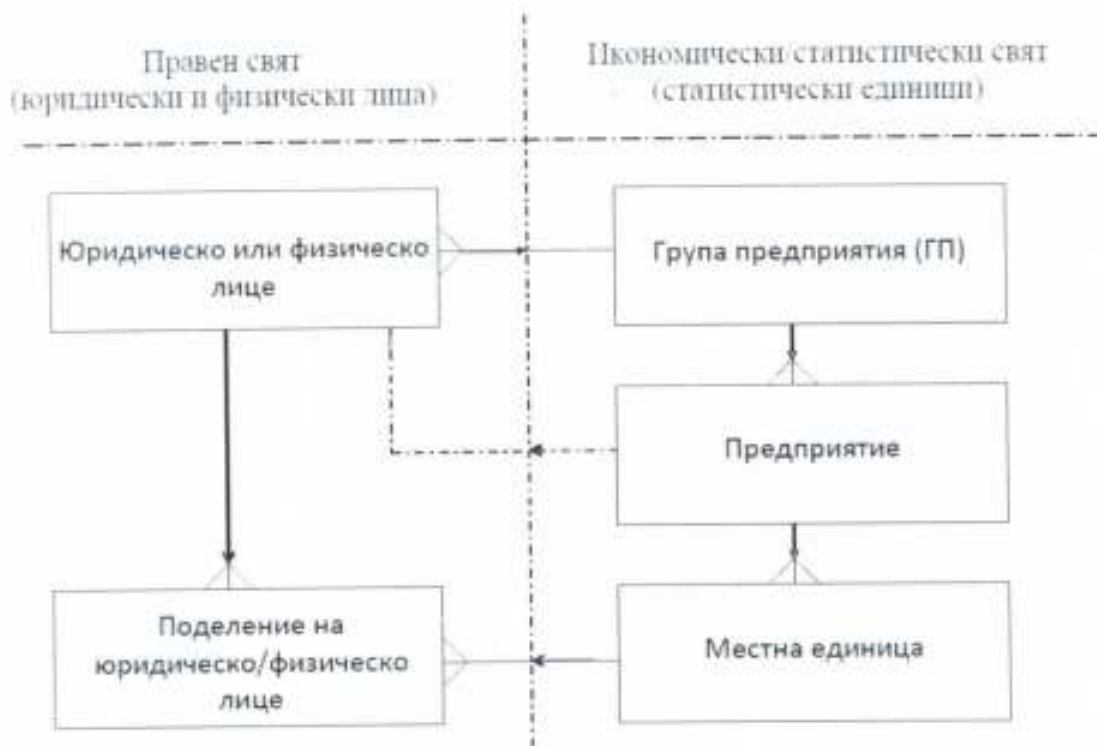 Правен свят
(юридически и физически лица)
Икономически-статистически свят
(статистически единици)
Юридическо или физическо
лице
Група предприятия (ГП)
Предприятие
Поделение на
юридическо/физическо
лице
Местна единица